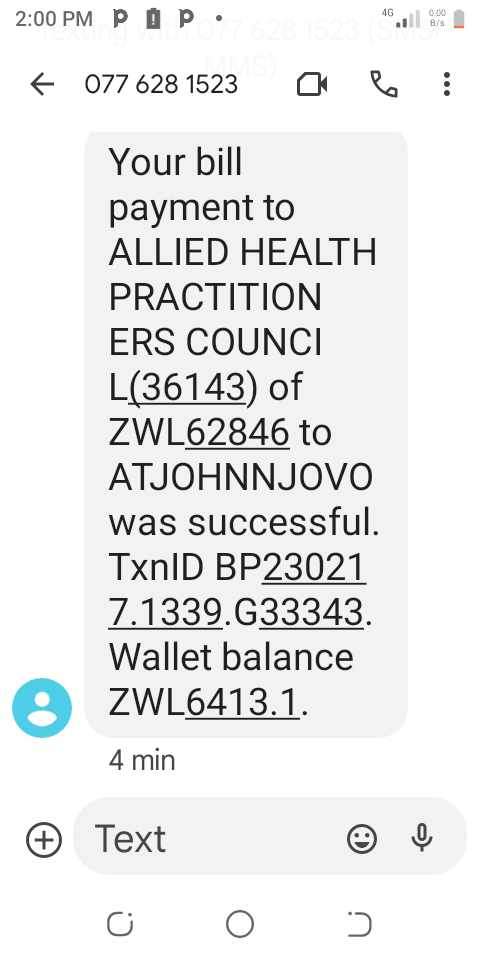 2:00 PM
4G
0.00
B/s
Texting with 077 628 1523 (SMS/
MMS)
077 628 1523
Your bill
payment to
ALLIED HEALTH
PRACTITION
ERS COUNCI
L(36143) of
ZWL62846 to
ATJOHNNJOVO
was successful.
TxnID BP23021
7.1339.G33343.
Wallet balance
ZWL6413.1.
4 min
Text